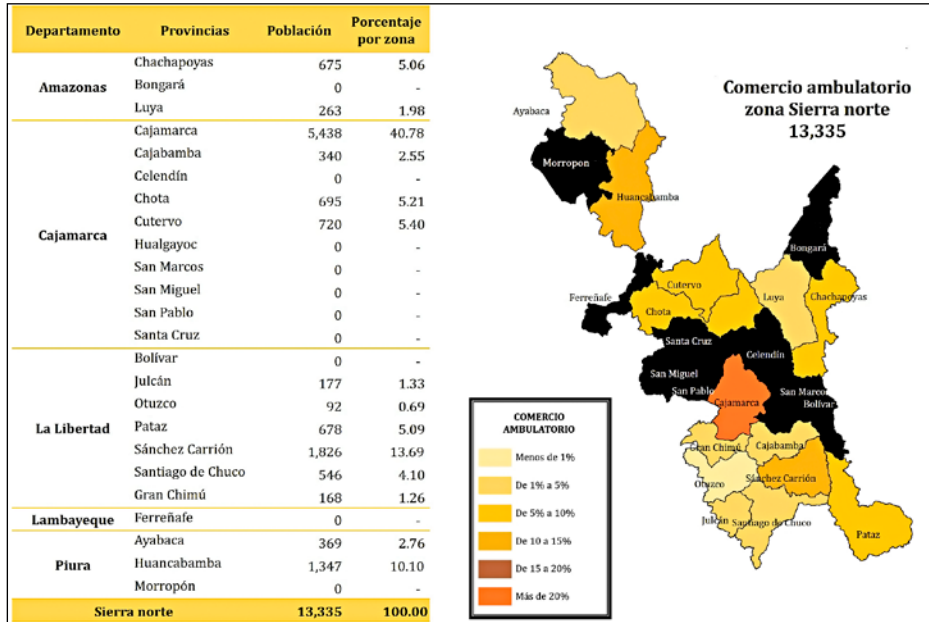 Departamento Provincias Población Porcentaje por zona
Amazonas
Chachapoyas 675 5.06
Bongará 0 -
Luya 263 1.98
Cajamarca
Cajamarca 5,438 40.78
Cajabamba 340 2.55
Celendín 0 -
Chota 695 5.21
Cutervo 720 5.40
Hualgayoc 0 -
San Marcos 0 -
San Miguel 0 -
San Pablo 0 -
Santa Cruz 0 -
La Libertad
Bolívar 0 -
Julcán 177 1.33
Otuzco 92 0.69
Pataz 678 5.09
Sánchez Carrión 1,826 13.69
Santiago de Chuco 546 4.10
Gran Chimú 168 1.26
Lambayeque
Ferreñafe 0 -
Piura
Ayabaca 369 2.76
Huancabamba 1,347 10.10
Morropón 0 -
Sierra norte 13,335 100.00
Comercio ambulatorio
zona Sierra norte
13,335
Ayabaca
Morropon
Huancabamba
Bongará
Ferreñafe
Cutervo
Luya
Chachapoyas
Chota
Santa Cruz
Celendín
San Miguel
San Pablo
San Marco
Cajamarca
Bolívar
Gran Chimú
Cajabamba
Otuzco
Sánchez Carrión
Julcán
Santiago de Chuco
Pataz
COMERCIO
AMBULATORIO
Menos de 1%
De 1% a 5%
De 5% a 10%
De 10 a 15%
De 15 a 20%
Más de 20%